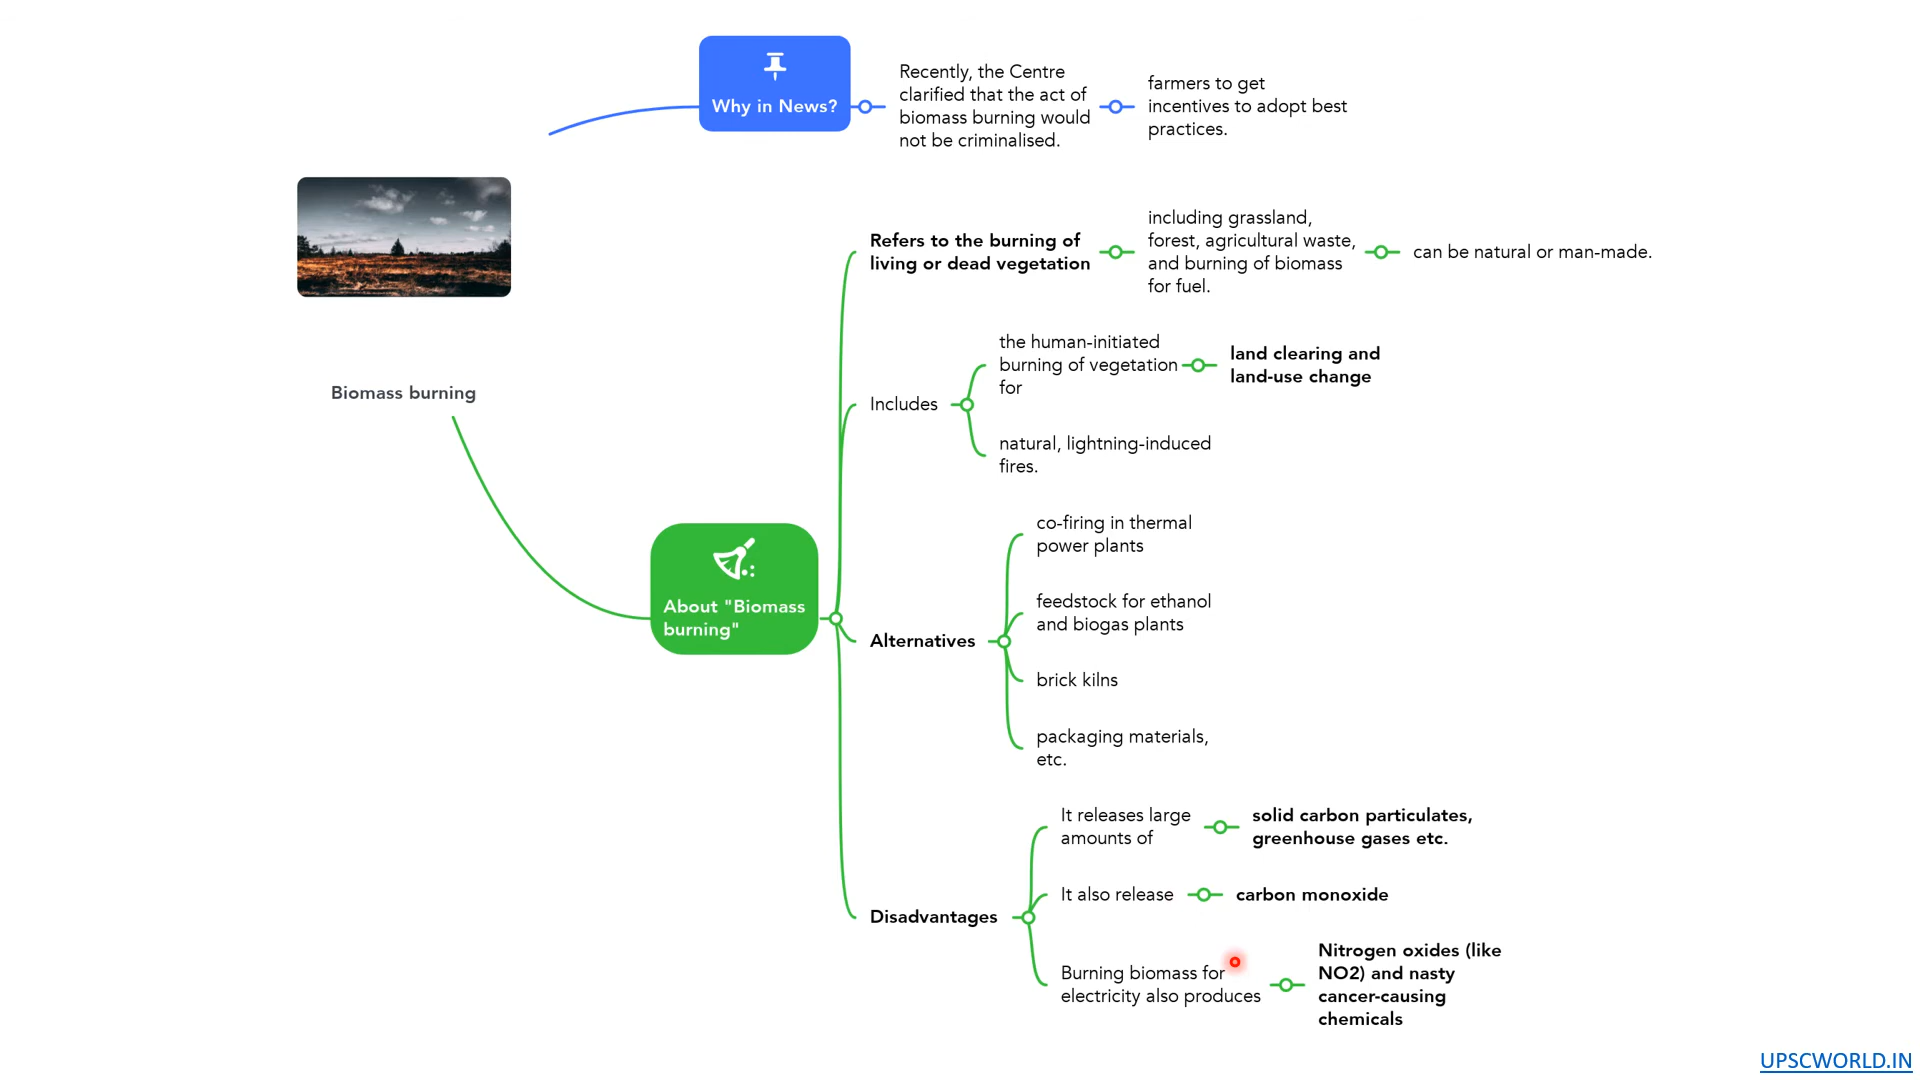 Why in News?
Recently, the Centre
clarified that the act of
biomass burning would
not be criminalised.
farmers to get
incentives to adopt best
practices.
Biomass burning
About "Biomass
burning"
Refers to the burning of
living or dead vegetation
including grassland,
forest, agricultural waste,
and burning of biomass
for fuel.
can be natural or man-made.
Includes
the human-initiated
burning of vegetation
for
land clearing and
land-use change
natural, lightning-induced
fires.
Alternatives
co-firing in thermal
power plants
feedstock for ethanol
and biogas plants
brick kilns
packaging materials,
etc.
Disadvantages
It releases large
amounts of
solid carbon particulates,
greenhouse gases etc.
It also release
carbon monoxide
Burning biomass for
electricity also produces
Nitrogen oxides (like
NO2) and nasty
cancer-causing
chemicals
UPSCWORLD.IN